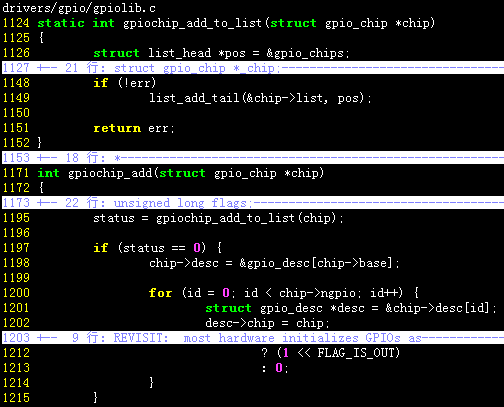 drivers/gpio/gpiolib.c
1124 static int gpiochip_add_to_list(struct gpio_chip *chip)
1125 {
1126         struct list_head *pos = &gpio_chips;
1127 +-- 21 行: struct gpio_chip *_chip;------------------------------
1148         if (!err)
1149                 list_add_tail(&chip->list, pos);
1150
1151         return err;
1152 }
1153 +-- 18 行: *------------------------------------------------------
1171 int gpiochip_add(struct gpio_chip *chip)
1172 {
1173 +-- 22 行: unsigned long flags;----------------------------------
1195         status = gpiochip_add_to_list(chip);
1196
1197         if (status == 0) {
1198                 chip->desc = &gpio_desc[chip->base];
1199
1200                 for (id = 0; id < chip->ngpio; id++) {
1201                         struct gpio_desc *desc = &chip->desc[id];
1202                         desc->chip = chip;
1203 +--  9 行: REVISIT:  most hardware initializes GPIOs as-----------
1212                                 ? (1 << FLAG_IS_OUT)
1213                                 : 0;
1214                 }
1215         }